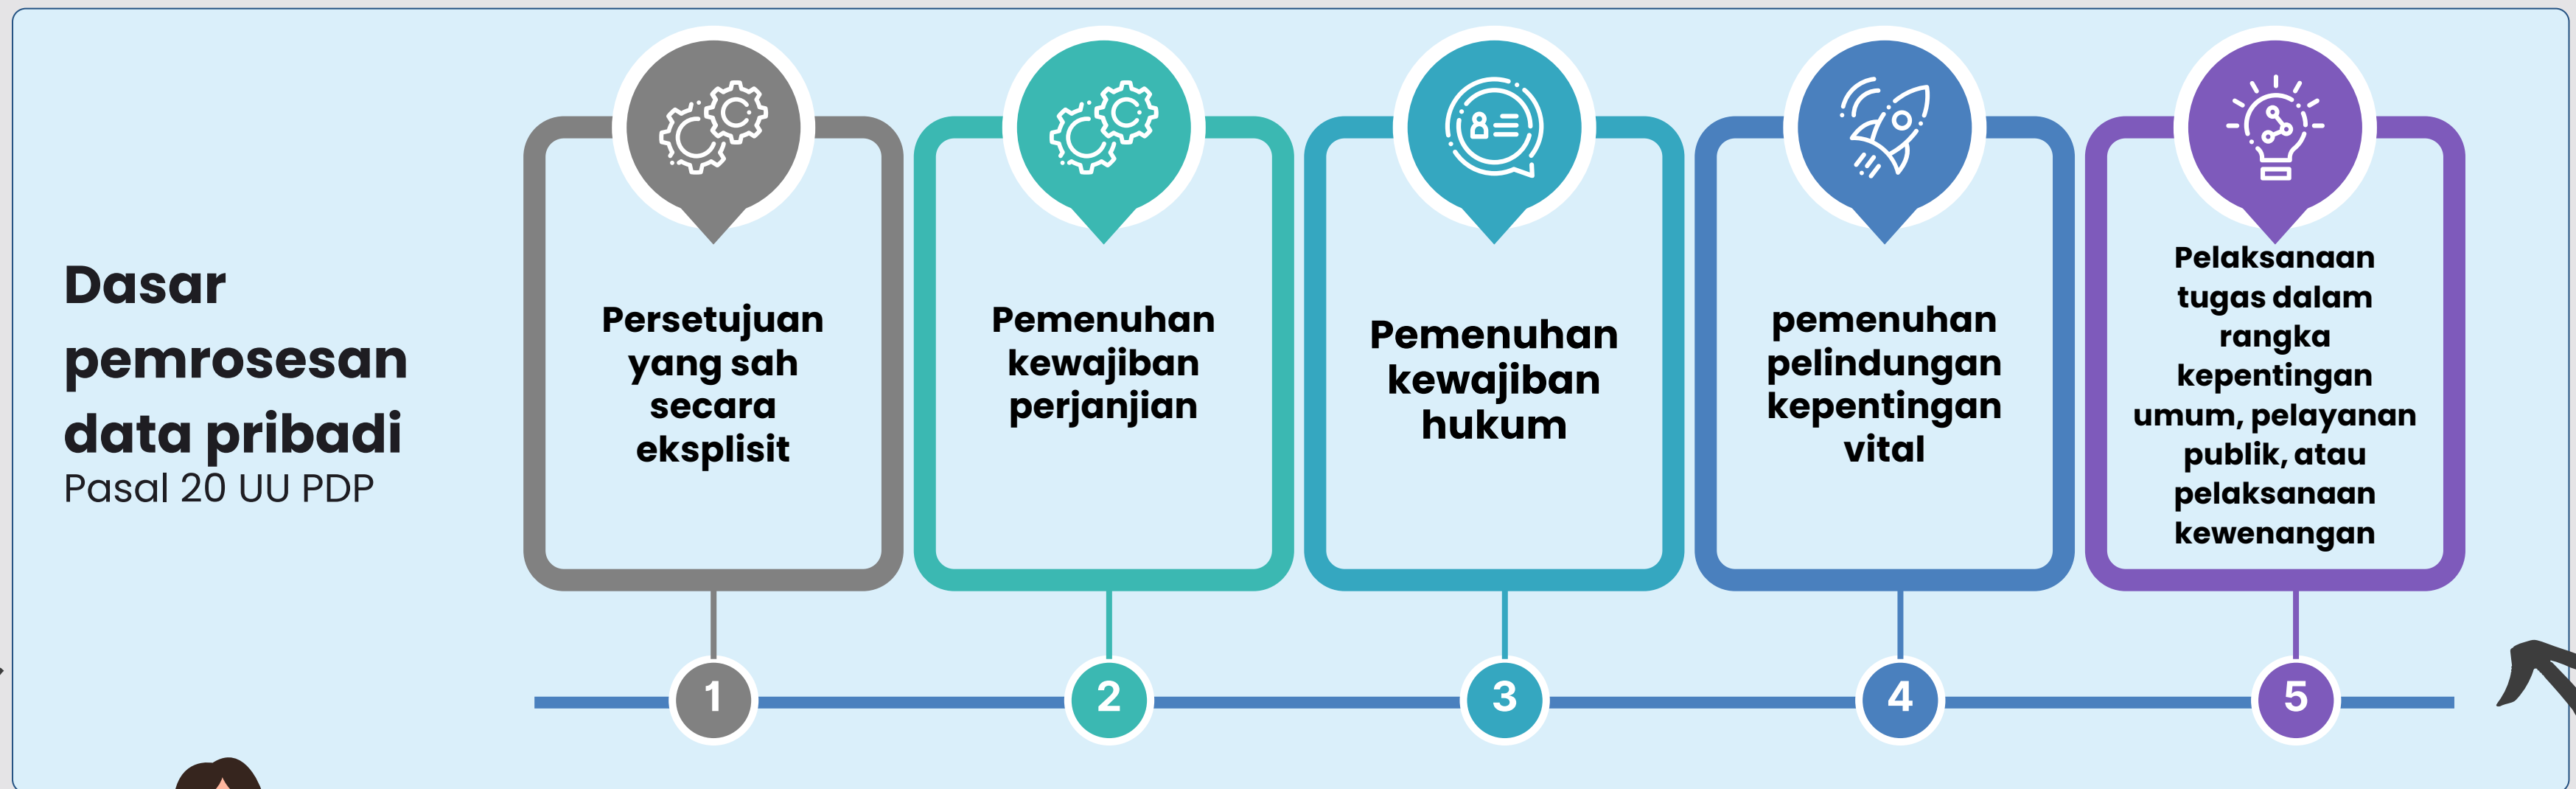 Dasar
pemrosesan
data pribadi
Pasal 20 UU PDP
Persetujuan
yang sah
secara
eksplisit
Pemenuhan
kewajiban
perjanjian
Pemenuhan
kewajiban
hukum
pemenuhan
pelindungan
kepentingan
vital
Pelaksanaan
tugas dalam
rangka
kepentingan
umum, pelayanan
publik, atau
pelaksanaan
kewenangan
1
2
3
4
5